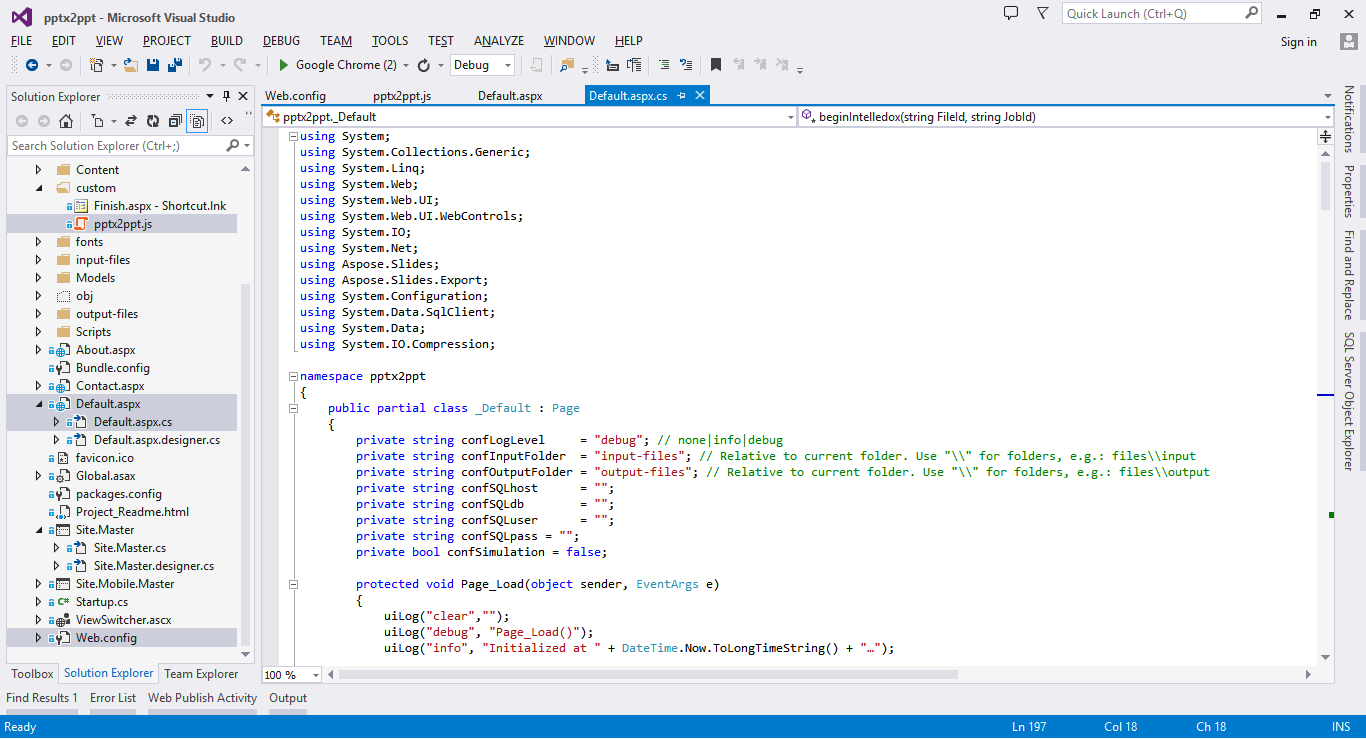 pptx2ppt - Microsoft Visual Studio
Quick Launch (Ctrl+Q)
FILE EDIT VIEW PROJECT BUILD DEBUG TEAM TOOLS TEST ANALYZE WINDOW HELP
Sign in
Google Chrome (2) Debug
Solution Explorer
Search Solution Explorer (Ctrl+;)
Content
custom
Finish.aspx - Shortcut.lnk
pptx2ppt.js
fonts
input-files
Models
obj
output-files
Scripts
About.aspx
Bundle.config
Contact.aspx
Default.aspx
Default.aspx.cs
Default.aspx.designer.cs
favicon.ico
Global.asax
packages.config
Project_Readme.html
Site.Master
Site.Master.cs
Site.Master.designer.cs
Site.Mobile.Master
Startup.cs
ViewSwitcher.ascx
Web.config
Toolbox Solution Explorer Team Explorer
Web.config pptx2ppt.js Default.aspx Default.aspx.cs
pptx2ppt._Default beginIntelledox(string FileId, string JobId)
using System;
using System.Collections.Generic;
using System.Linq;
using System.Web;
using System.Web.UI;
using System.Web.UI.WebControls;
using System.IO;
using System.Net;
using Aspose.Slides;
using Aspose.Slides.Export;
using System.Configuration;
using System.Data.SqlClient;
using System.Data;
using System.IO.Compression;
namespace pptx2ppt
{
public partial class _Default : Page
{
private string confLogLevel     = "debug"; // none|info|debug
private string confInputFolder  = "input-files"; // Relative to current folder. Use "\\" for folders, e.g.: files\\input
private string confOutputFolder = "output-files"; // Relative to current folder. Use "\\" for folders, e.g.: files\\output
private string confSQLhost      = "";
private string confSQLdb        = "";
private string confSQLuser      = "";
private string confSQLpass = "";
private bool confSimulation = false;
protected void Page_Load(object sender, EventArgs e)
{
uiLog("clear","");
uiLog("debug", "Page_Load()");
uiLog("info", "Initialized at " + DateTime.Now.ToLongTimeString() + "…");
100 %
Notifications
Properties
Find and Replace
SQL Server Object Explorer
Find Results 1 Error List Web Publish Activity Output
Ready Ln 197 Col 18 Ch 18 INS